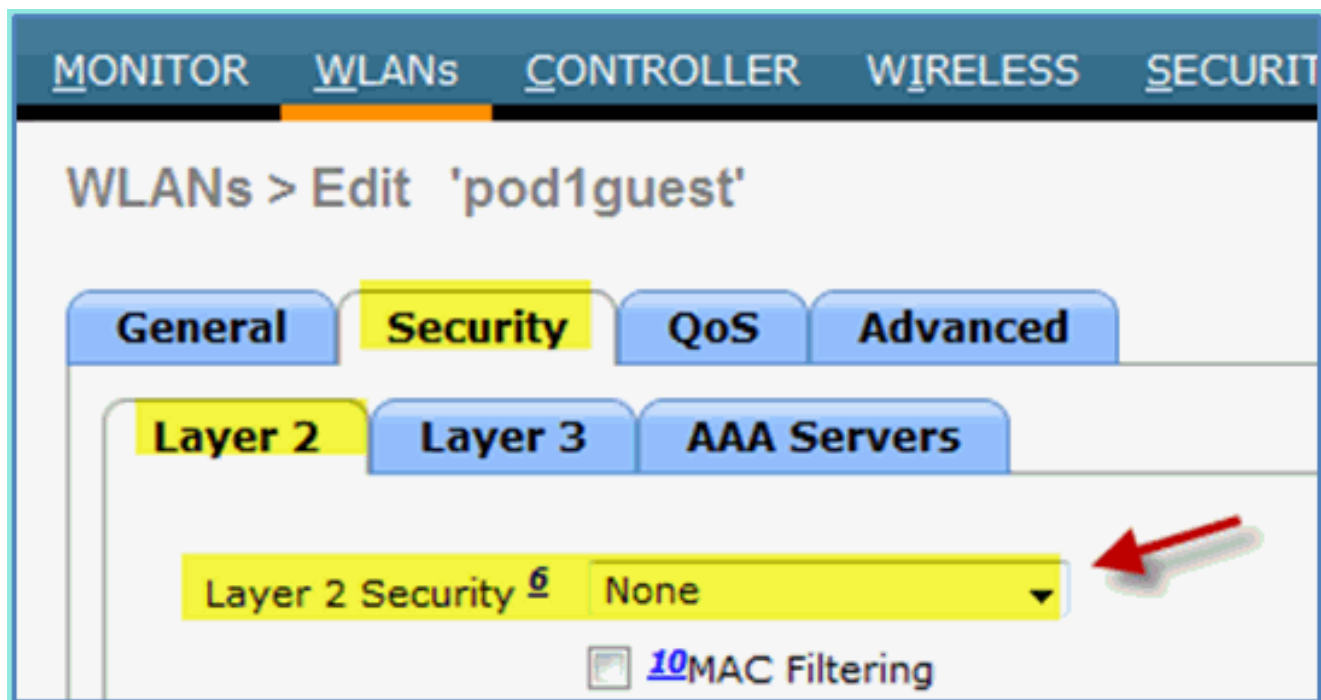 MONITOR WLANs CONTROLLER WIRELESS
WLANs > Edit 'pod1guest'
General Security QoS Advanced
Layer 2 Layer 3 AAA Servers
Layer 2 Security 6 None
10MAC Filtering